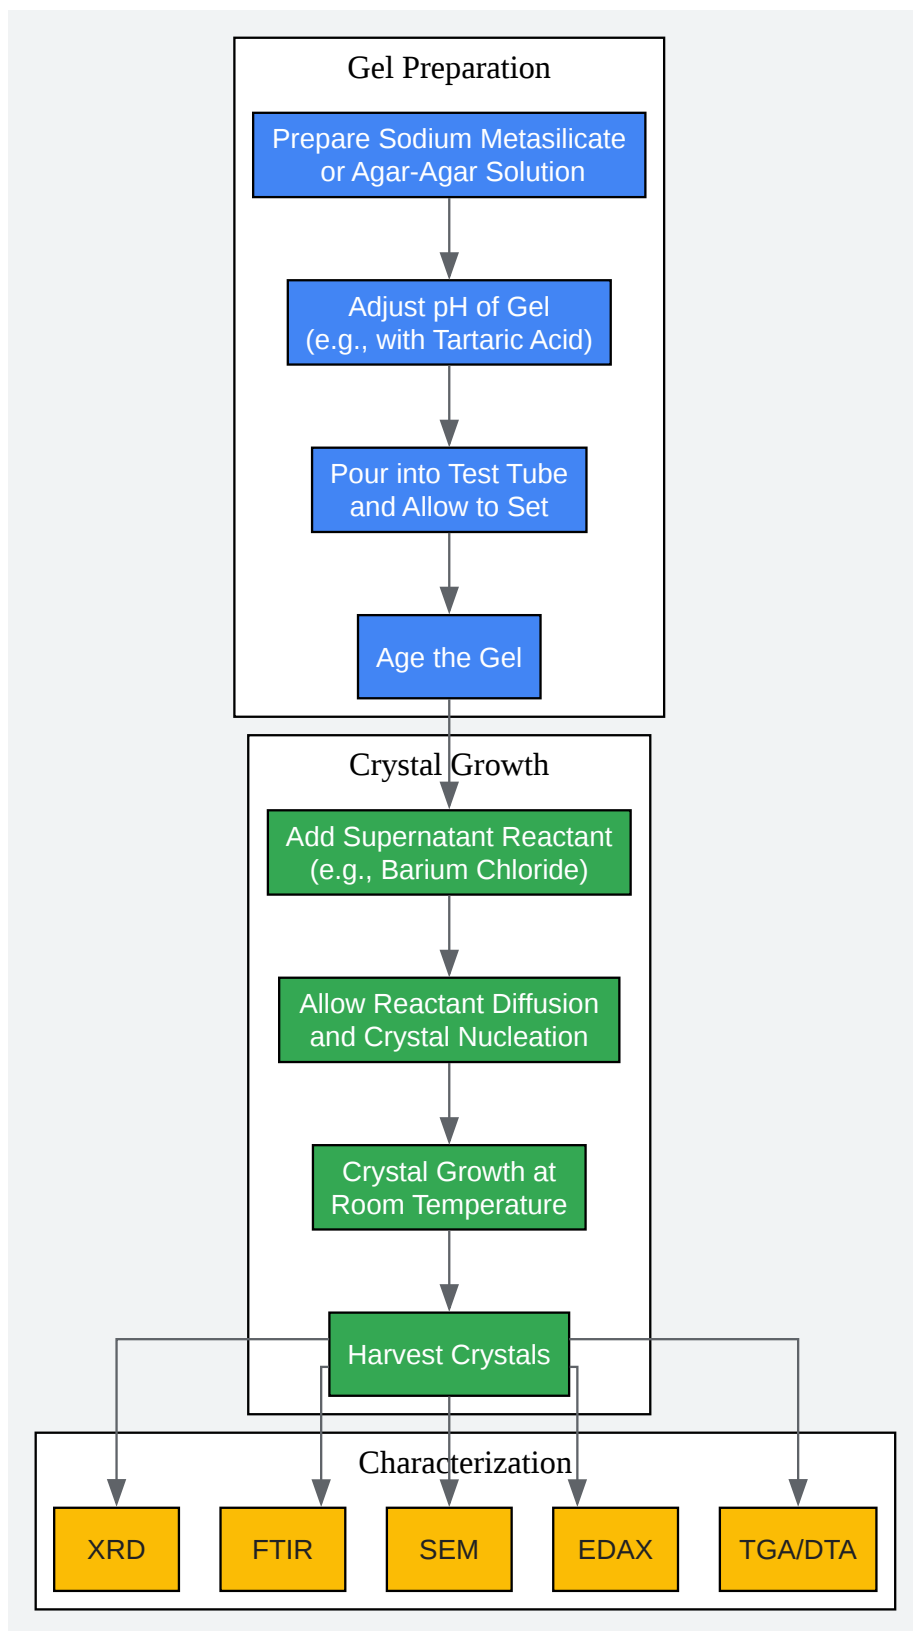 Gel Preparation
Prepare Sodium Metasilicate
or Agar-Agar Solution
Adjust pH of Gel
(e.g., with Tartaric Acid)
Pour into Test Tube
and Allow to Set
Age the Gel
Crystal Growth
Add Supernatant Reactant
(e.g., Barium Chloride)
Allow Reactant Diffusion
and Crystal Nucleation
Crystal Growth at
Room Temperature
Harvest Crystals
Characterization
XRD
FTIR
SEM
EDAX
TGA/DTA